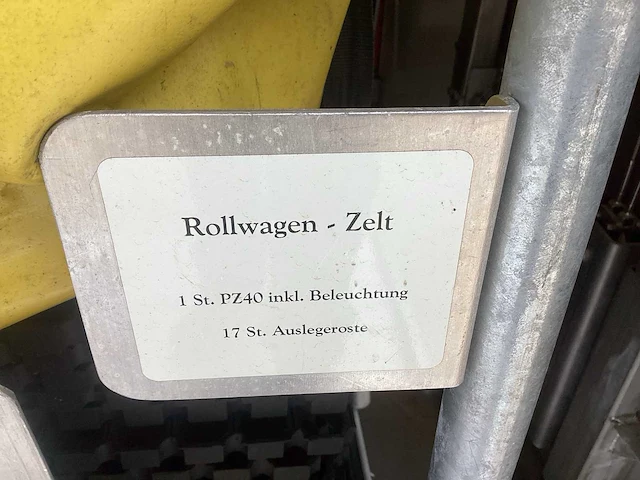 Rollwagen - Zelt
1 St. PZ40 inkl. Beleuchtung
17 St. Auslegeroste